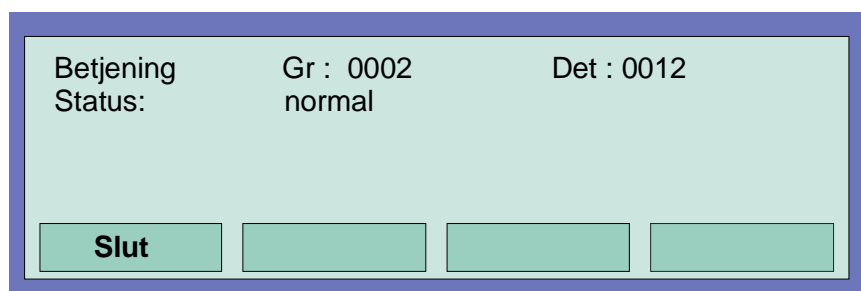 Betjening Gr : 0002 Det : 0012
Status: normal
Slut